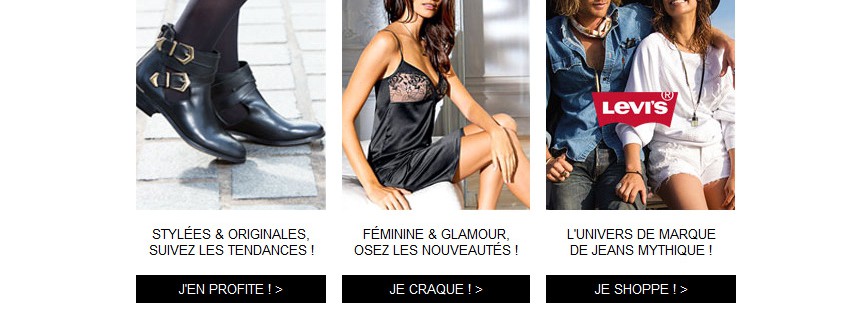 LEVI'S®
STYLÉES & ORIGINALES,
SUIVEZ LES TENDANCES !
J'EN PROFITE ! >
FÉMININE & GLAMOUR,
OSEZ LES NOUVEAUTÉS !
JE CRAQUE ! >
L'UNIVERS DE MARQUE
DE JEANS MYTHIQUE !
JE SHOPPE ! >